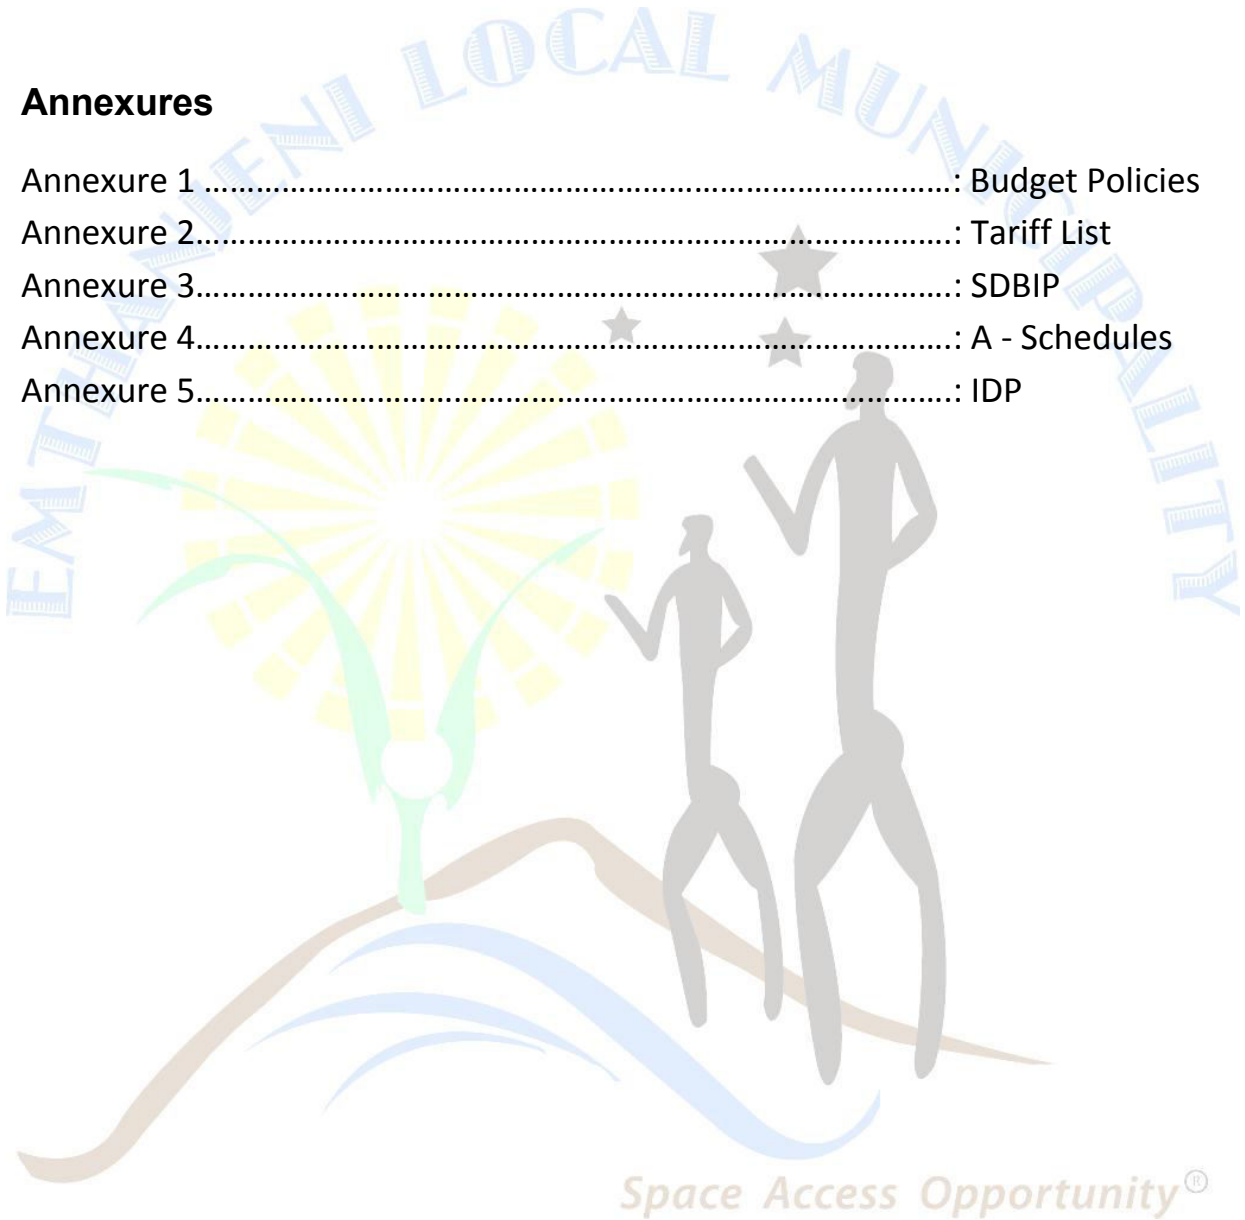 EMTHANJENI LOCAL MUNICIPALITY
Annexures
Annexure 1 ………………………………………………………………………………: Budget Policies
Annexure 2……………………………………………………………………………….: Tariff List
Annexure 3……………………………………………………………………………….: SDBIP
Annexure 4……………………………………………………………………………….: A - Schedules
Annexure 5……………………………………………………………………………….: IDP
Space Access Opportunity®